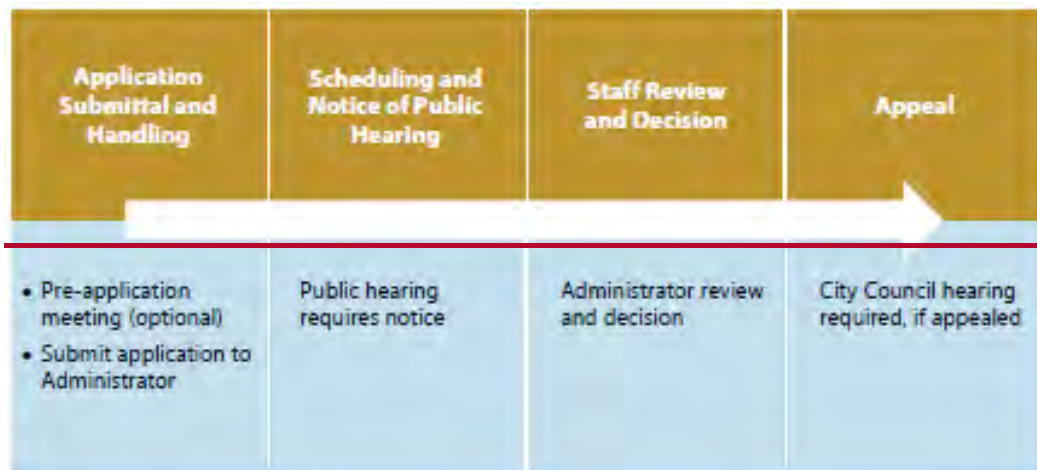 Application
Submittal and
Handling
Scheduling and
Notice of Public
Hearing
Staff Review
and Decision
Appeal
• Pre-application
meeting (optional)
• Submit application to
Administrator
Public hearing
requires notice
Administrator review
and decision
City Council hearing
required, if appealed